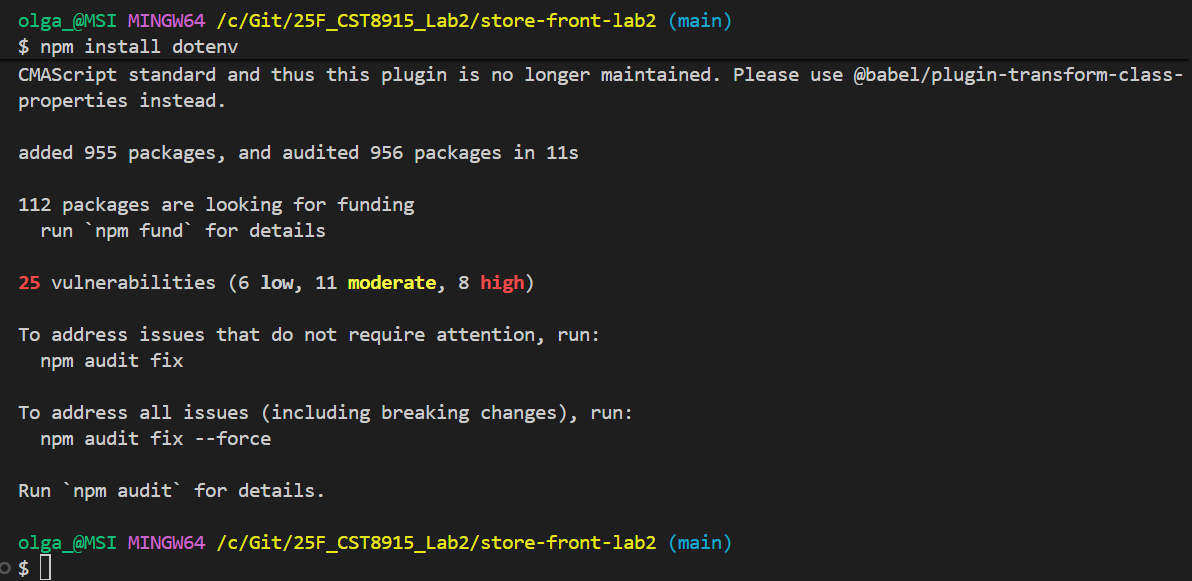 olga_@MSI MINGW64 /c/Git/25F_CST8915_Lab2/store-front-lab2 (main)
$ npm install dotenv
CMAScript standard and thus this plugin is no longer maintained. Please use @babel/plugin-transform-class-
properties instead.
added 955 packages, and audited 956 packages in 11s
112 packages are looking for funding
run `npm fund` for details
25 vulnerabilities (6 low, 11 moderate, 8 high)
To address issues that do not require attention, run:
npm audit fix
To address all issues (including breaking changes), run:
npm audit fix --force
Run `npm audit` for details.
olga_@MSI MINGW64 /c/Git/25F_CST8915_Lab2/store-front-lab2 (main)
$